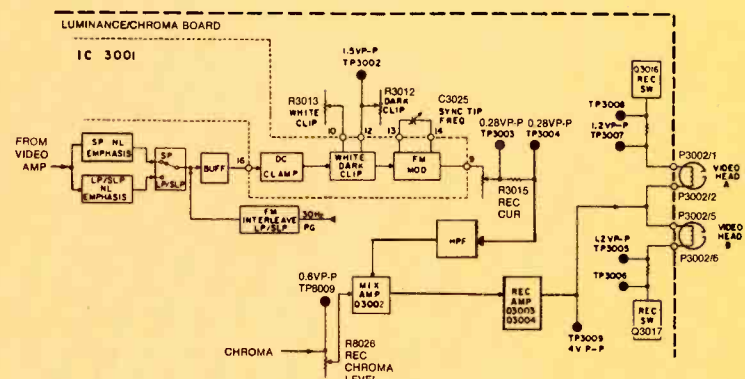 LUMINANCE/CHROMA BOARD
IC 3001
1.5VP-P
TP3002
R3013
WHITE
CLIP
R3012
DARK
CLIP
C3025
SYNC TIP
FREQ
0.28VP-P
TP3003
0.28VP-P
TP3004
Q3016
REC
SW
TP3008
1.2VP-P
TP3007
10
12
13
14
FROM
VIDEO
AMP
SP NL
EMPHASIS
LP/SLP
NL
EMPHASIS
SP
LP/SLP
BUFF
16
DC
CLAMP
WHITE
DARK
CLIP
FM
MOD
9
R3015
REC
CUR
P3002/1
VIDEO
HEAD
A
P3002/2
P3002/5
VIDEO
HEAD
B
P3002/6
FM
INTERLEAVE
LP/SLP
30Hz
PG
HPF
1.2VP-P
TP3005
TP3006
0.6VP-P
TP8009
MIX
AMP
Q3002
REC
AMP
Q3003
Q3004
REC
SW
Q3017
TP3009
4V P-P
CHROMA
R8026
REC
CHROMA
LEVEL